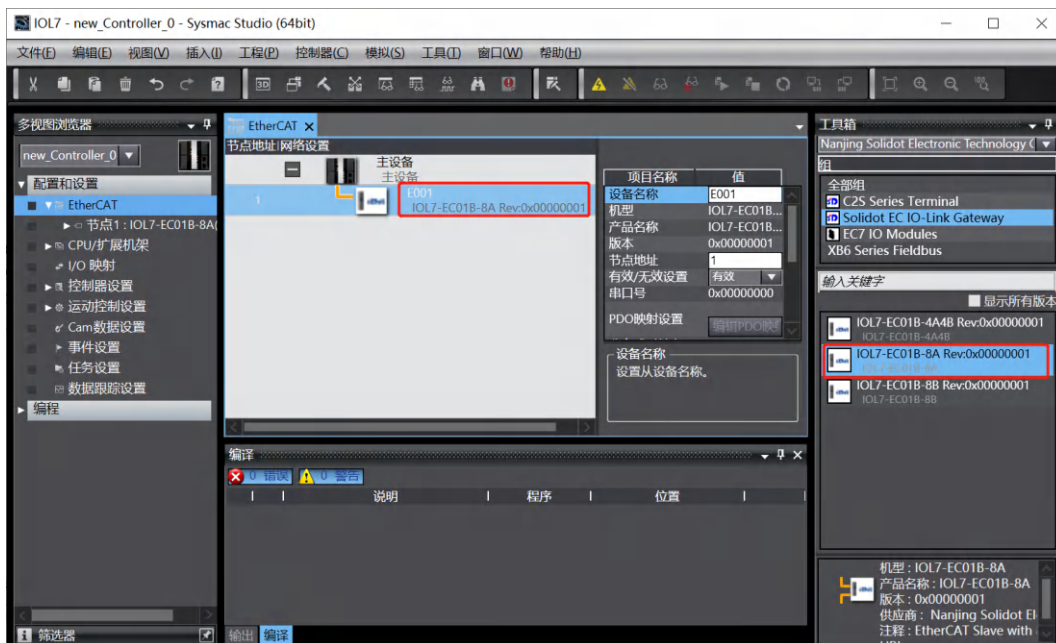 IOL7 - new_Controller_0 - Sysmac Studio (64bit)
文件(F) 编辑(E) 视图(V) 插入(I) 工程(P) 控制器(C) 模拟(S) 工具(T) 窗口(W) 帮助(H)
多视图浏览器
new_Controller_0
配置和设置
EtherCAT
节点1 : IOL7-EC01B-8A(
CPU/扩展机架
I/O 映射
控制器设置
运动控制设置
Cam数据设置
事件设置
任务设置
数据跟踪设置
编程
筛选器
EtherCAT
节点地址|网络设置
主设备
主设备
1
E001
IOL7-EC01B-8A Rev:0x00000001
项目名称 值
设备名称 E001
机型 IOL7-EC01B...
产品名称 IOL7-EC01B...
版本 0x00000001
节点地址 1
有效/无效设置 有效
串口号 0x00000000
PDO映射设置 编辑PDO映
设备名称
设置从设备名称。
编译
0 错误 0 警告
说明 程序 位置
输出 编译
工具箱
Nanjing Solidot Electronic Technology (
组
全部组
C2S Series Terminal
Solidot EC IO-Link Gateway
EC7 IO Modules
XB6 Series Fieldbus
输入关键字
显示所有版本
IOL7-EC01B-4A4B Rev:0x00000001
IOL7-EC01B-4A4B
IOL7-EC01B-8A Rev:0x00000001
IOL7-EC01B-8A
IOL7-EC01B-8B Rev:0x00000001
IOL7-EC01B-8B
机型 : IOL7-EC01B-8A
产品名称 : IOL7-EC01B-8A
版本 : 0x00000001
供应商 : Nanjing Solidot El
注释 : EtherCAT Slave with